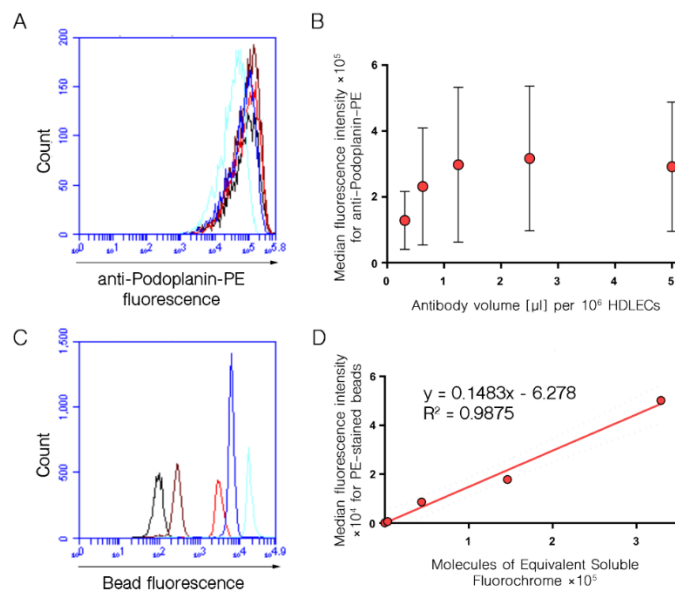 A
200
150
100
50
0
Count
10^0 10^1 10^2 10^3 10^4 10^5 10^5.8
anti-Podoplanin-PE
fluorescence
B
Median fluorescence intensity ×10^5
for anti-Podoplanin-PE
6
4
2
0
0 1 2 3 4 5
Antibody volume [µl] per 10^6 HDLECs
C
1,500
1,000
500
0
Count
10^0 10^1 10^2 10^3 10^4 10^4.9
Bead fluorescence
D
Median fluorescence intensity
×10^4 for PE-stained beads
6
4
2
0
y = 0.1483x - 6.278
R² = 0.9875
1 2 3
Molecules of Equivalent Soluble
Fluorochrome ×10^5